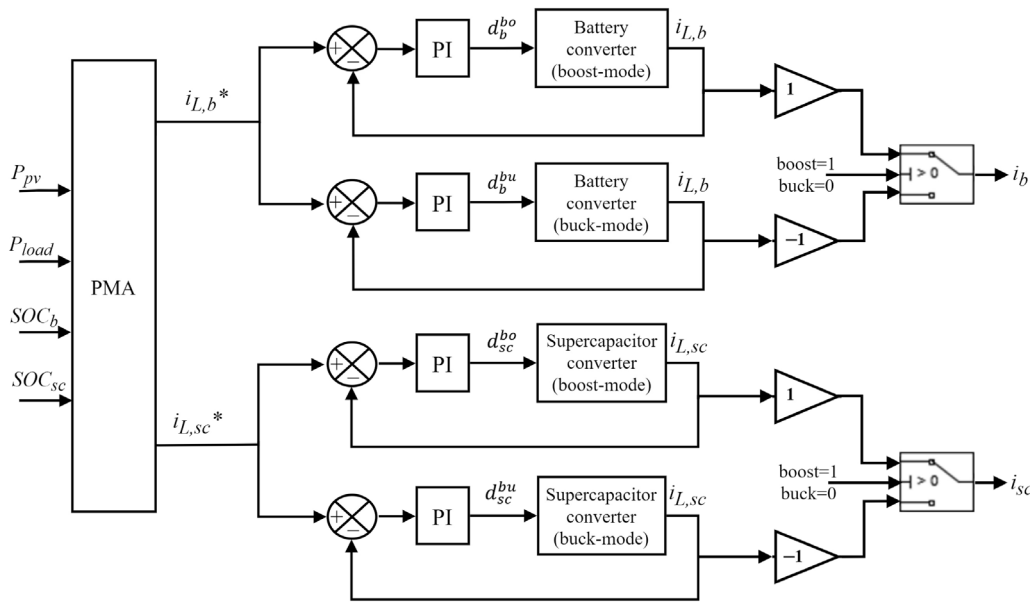 d_b^{bo}
Battery
converter
(boost-mode)
i_{L,b}
+
−
PI
1
i_{L,b}*
P_{pv}
boost=1
buck=0
> 0
i_b
d_b^{bu}
Battery
converter
(buck-mode)
i_{L,b}
+
−
PI
−1
P_{load}
PMA
SOC_b
SOC_{sc}
d_{sc}^{bo}
Supercapacitor
converter
(boost-mode)
i_{L,sc}
+
−
PI
1
i_{L,sc}*
boost=1
buck=0
> 0
i_{sc}
d_{sc}^{bu}
Supercapacitor
converter
(buck-mode)
i_{L,sc}
+
−
PI
−1